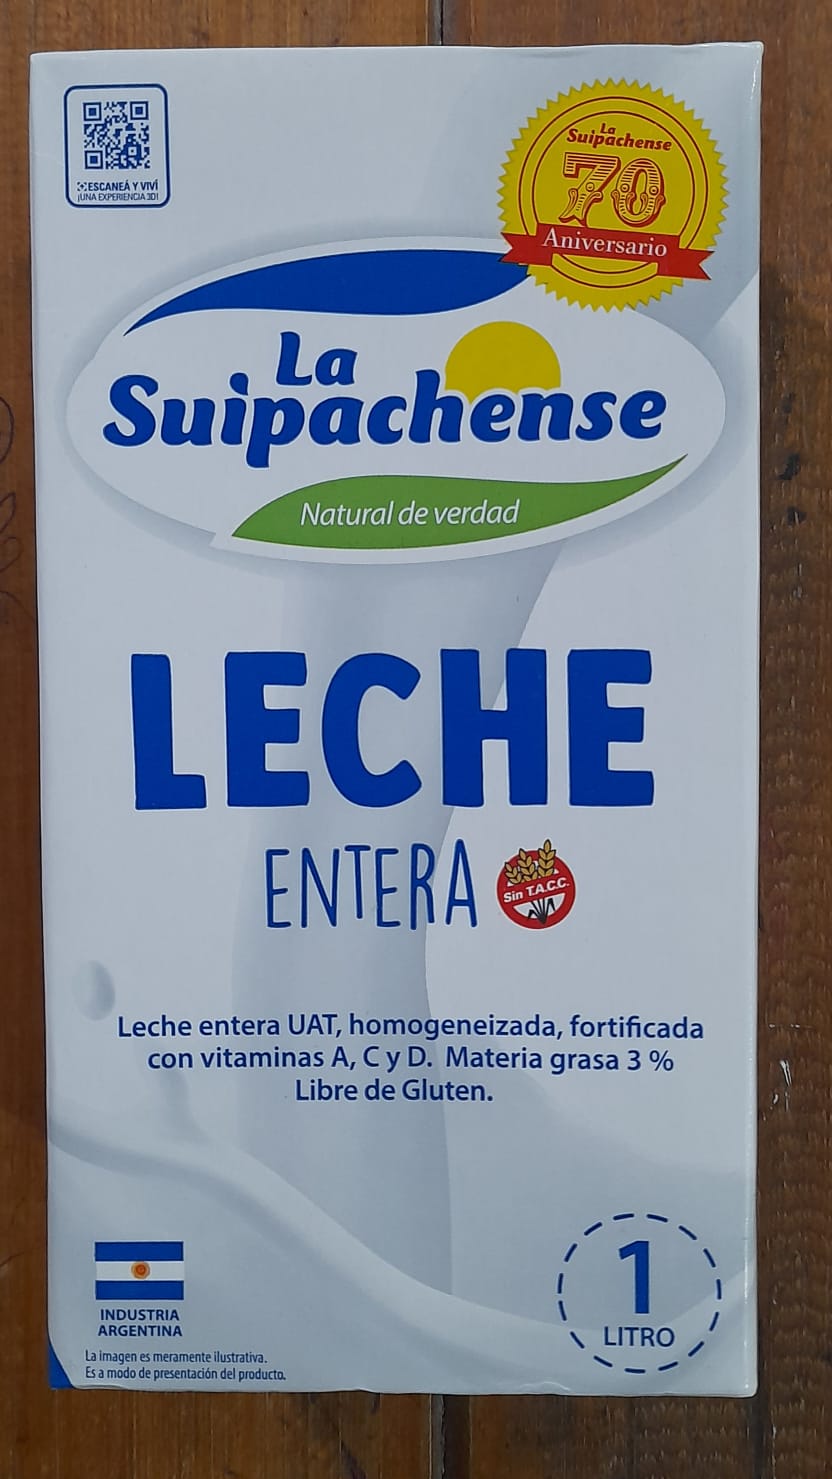 ESCANEÁ Y VIVÍ
¡UNA EXPERIENCIA 3D!
La
Suipachense
70
Aniversario
La
Suipachense
Natural de verdad
LECHE
ENTERA
Sin T.A.C.C.
Leche entera UAT, homogeneizada, fortificada
con vitaminas A, C y D. Materia grasa 3 %
Libre de Gluten.
INDUSTRIA
ARGENTINA
1
LITRO
La imagen es meramente ilustrativa.
Es a modo de presentación del producto.